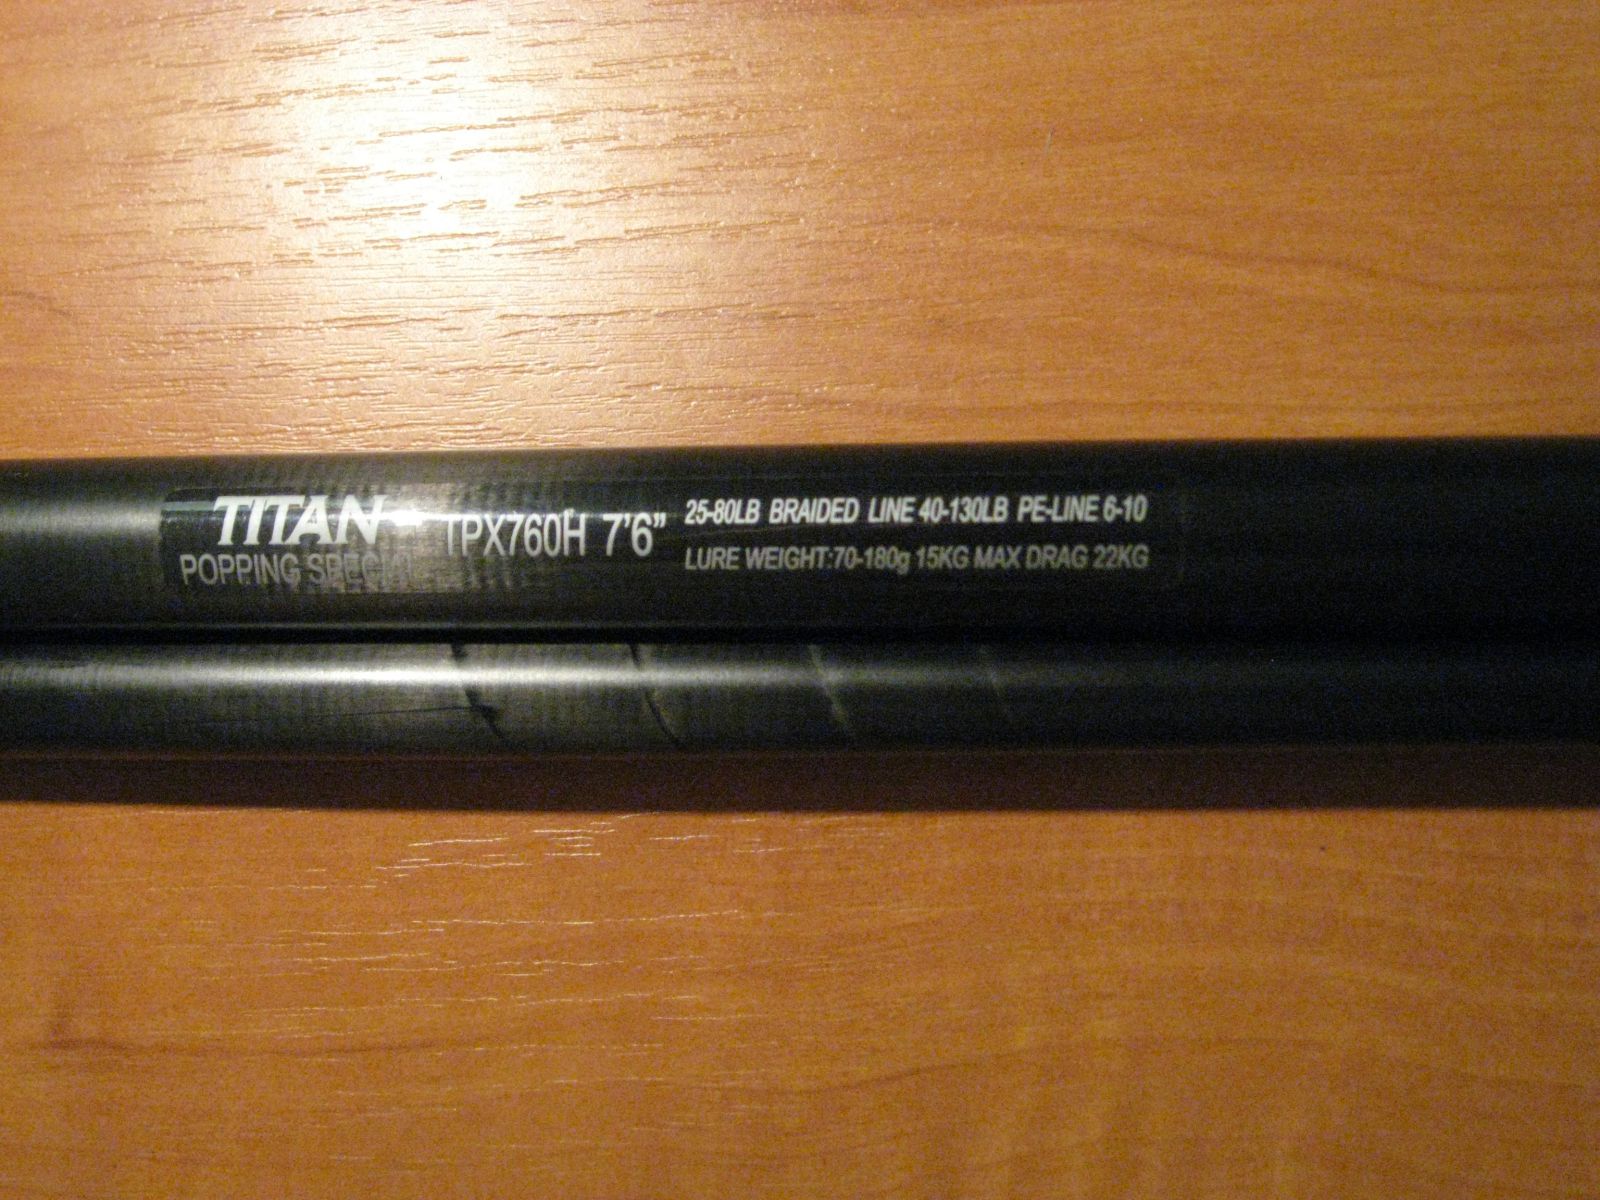 TITAN TPX760H 7'6" 25-80LB BRAIDED LINE 40-130LB PE-LINE 6-10
POPPING SPECIAL LURE WEIGHT:70-180g 15KG MAX DRAG 22KG